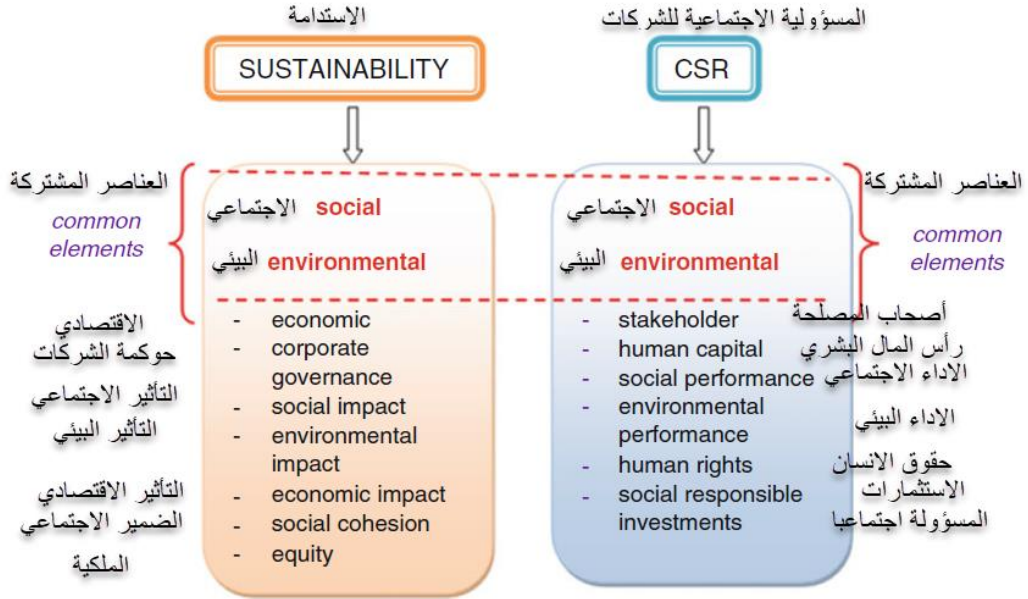 الاستدامة
المسؤولية الاجتماعية للشركات
SUSTAINABILITY
CSR
العناصر المشتركة
common
elements
الاجتماعي social
البيئي environmental
الاجتماعي social
البيئي environmental
العناصر المشتركة
common
elements
- economic
- corporate
governance
- social impact
- environmental
impact
- economic impact
- social cohesion
- equity
الاقتصادي
حوكمة الشركات
التأثير الاجتماعي
التأثير البيئي
التأثير الاقتصادي
الضمير الاجتماعي
الملكية
- stakeholder
- human capital
- social performance
- environmental
performance
- human rights
- social responsible
investments
أصحاب المصلحة
رأس المال البشري
الاداء الاجتماعي
الاداء البيئي
حقوق الانسان
الاستثمارات
المسؤولة اجتماعبا